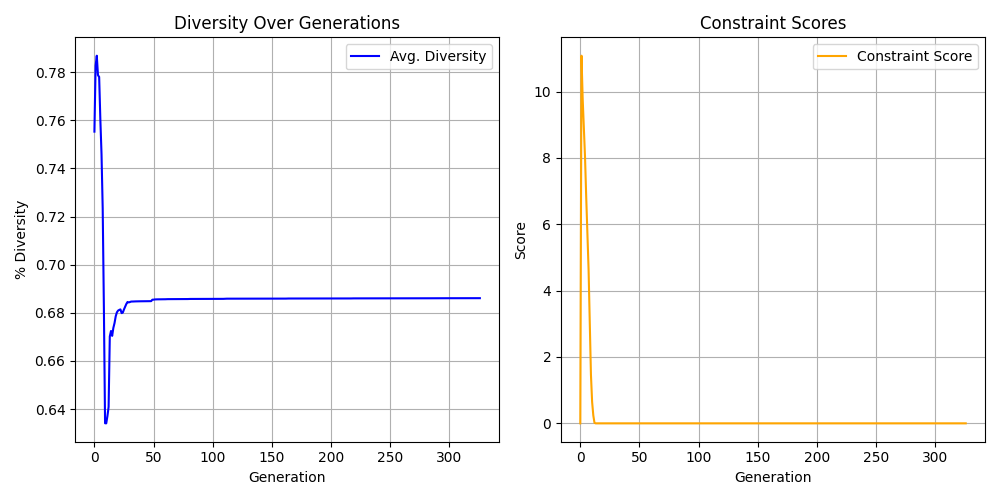 Diversity Over Generations
Avg. Diversity
% Diversity
0.78
0.76
0.74
0.72
0.70
0.68
0.66
0.64
0 50 100 150 200 250 300
Generation
Constraint Scores
Constraint Score
Score
10
8
6
4
2
0
0 50 100 150 200 250 300
Generation